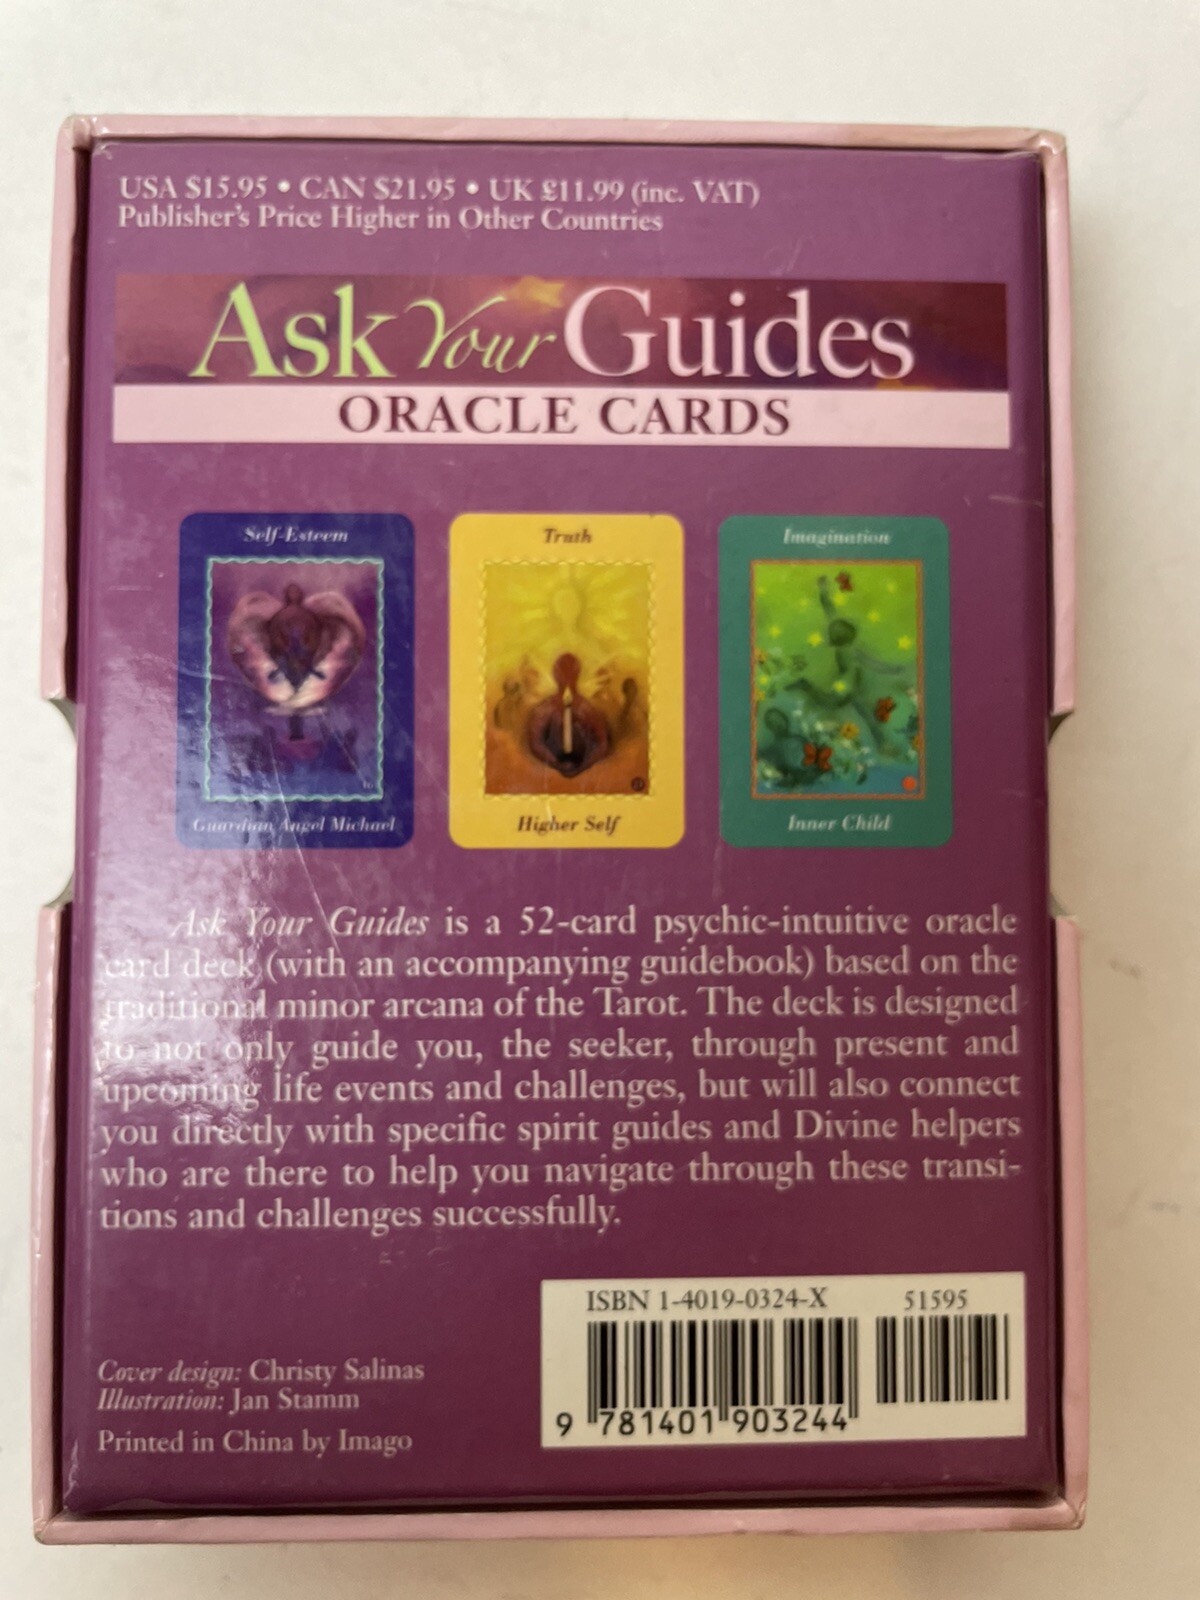 USA $15.95 • CAN $21.95 • UK £11.99 (inc. VAT)
Publisher's Price Higher in Other Countries
Ask Your Guides
ORACLE CARDS
Self-Esteem
Truth
Imagination
10
Guardian Angel Michael
Higher Self
Inner Child
Ask Your Guides is a 52-card psychic-intuitive oracle
card deck (with an accompanying guidebook) based on the
traditional minor arcana of the Tarot. The deck is designed
to not only guide you, the seeker, through present and
upcoming life events and challenges, but will also connect
you directly with specific spirit guides and Divine helpers
who are there to help you navigate through these transi-
tions and challenges successfully.
ISBN 1-4019-0324-X
51595
9 781401 903244
Cover design: Christy Salinas
Illustration: Jan Stamm
Printed in China by Imago